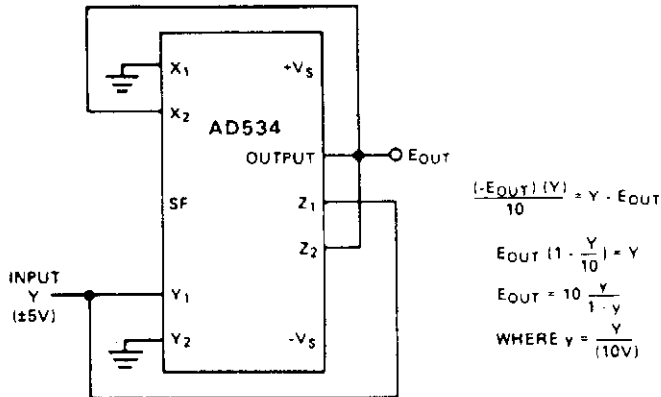 X1
+VS
X2
AD534
OUTPUT
EOUT
SF
Z1
Z2
INPUT
Y
(±5V)
Y1
Y2
-VS
(-EOUT) (Y) / 10 = Y - EOUT
EOUT (1 - Y/10) = Y
EOUT = 10 y / 1 - y
WHERE y = Y / (10V)